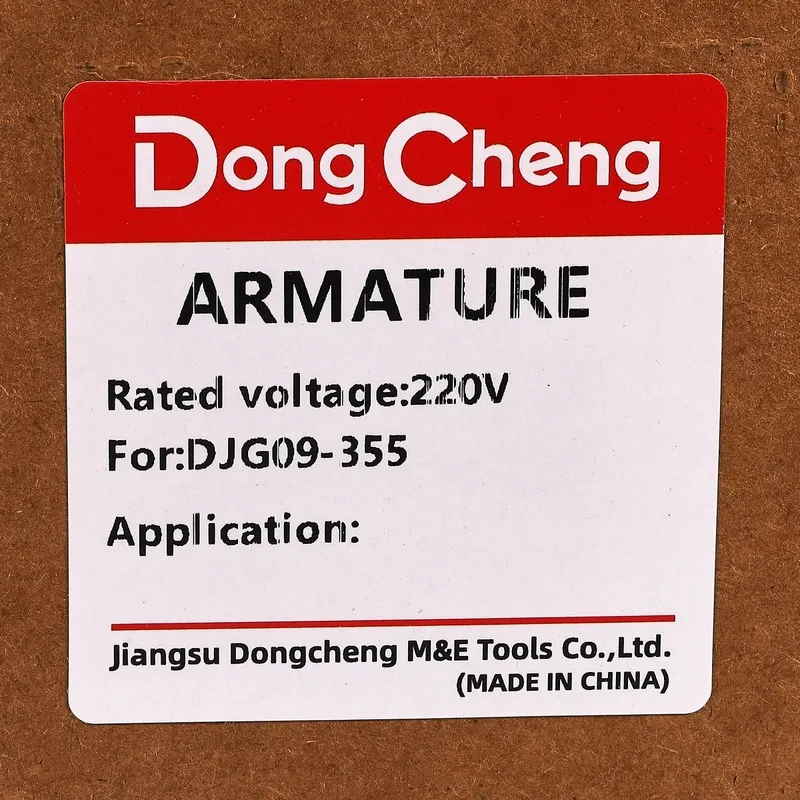 DongCheng
ARMATURE
Rated voltage:220V
For:DJG09-355
Application:
Jiangsu Dongcheng M&E Tools Co.,Ltd.
(MADE IN CHINA)